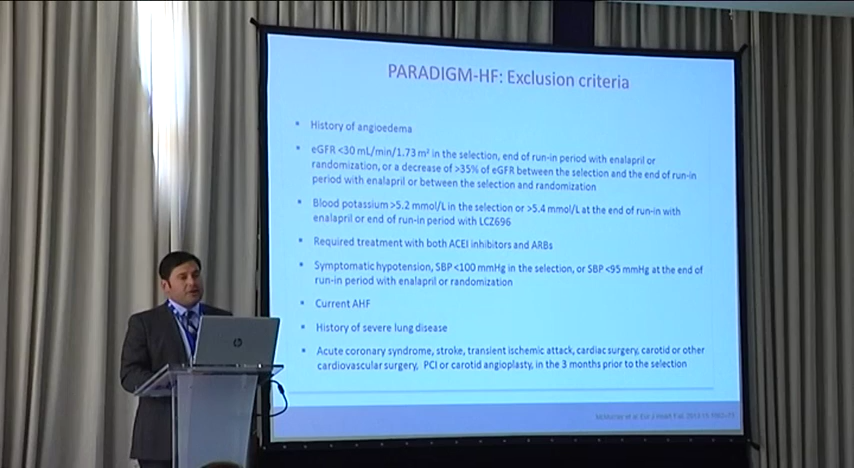 PARADIGM-HF: Exclusion criteria
• History of angioedema
• eGFR <30 mL/min/1.73 m² in the selection, end of run-in period with enalapril or
randomization, or a decrease of >35% of eGFR between the selection and the end of run-in
period with enalapril or between the selection and randomization
• Blood potassium >5.2 mmol/L in the selection or >5.4 mmol/L at the end of run-in with
enalapril or end of run-in period with LCZ696
• Required treatment with both ACEI inhibitors and ARBs
• Symptomatic hypotension, SBP <100 mmHg in the selection, or SBP <95 mmHg at the end of
run-in period with enalapril or randomization
• Current AHF
• History of severe lung disease
• Acute coronary syndrome, stroke, transient ischemic attack, cardiac surgery, carotid or other
cardiovascular surgery, PCI or carotid angioplasty, in the 3 months prior to the selection
McMurray et al Eur J Heart Fail
hp